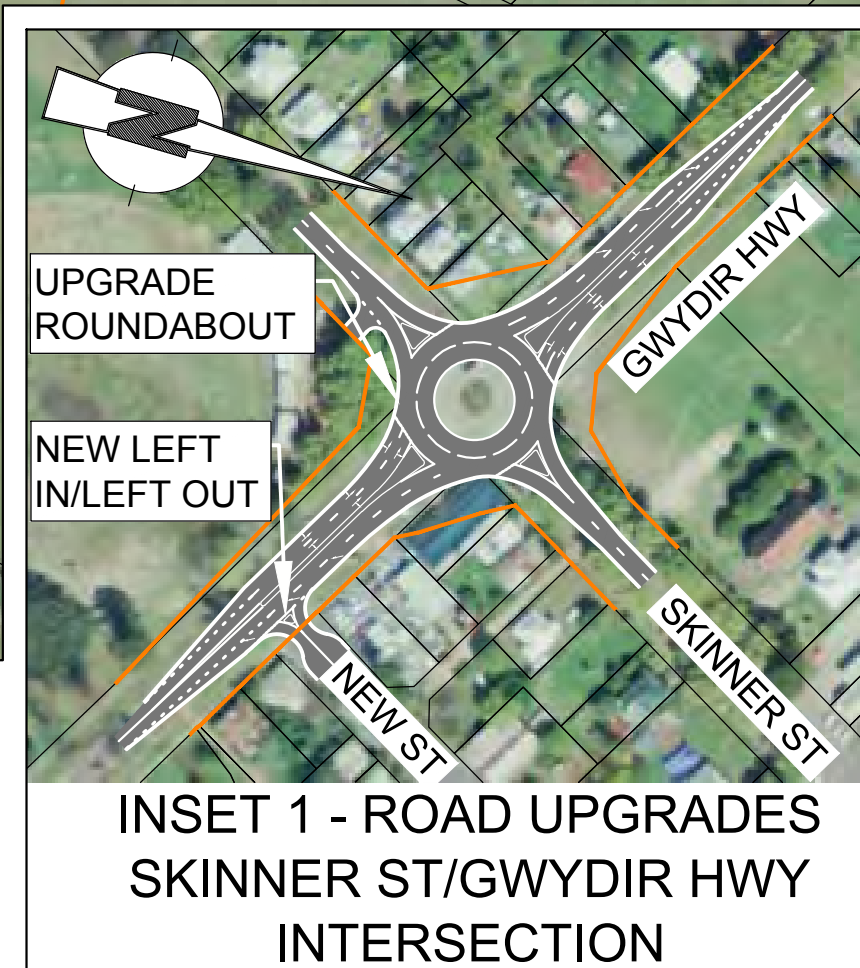 N
UPGRADE
ROUNDABOUT
GWYDIR HWY
NEW LEFT
IN/LEFT OUT
NEW ST
SKINNER ST
INSET 1 - ROAD UPGRADES
SKINNER ST/GWYDIR HWY
INTERSECTION